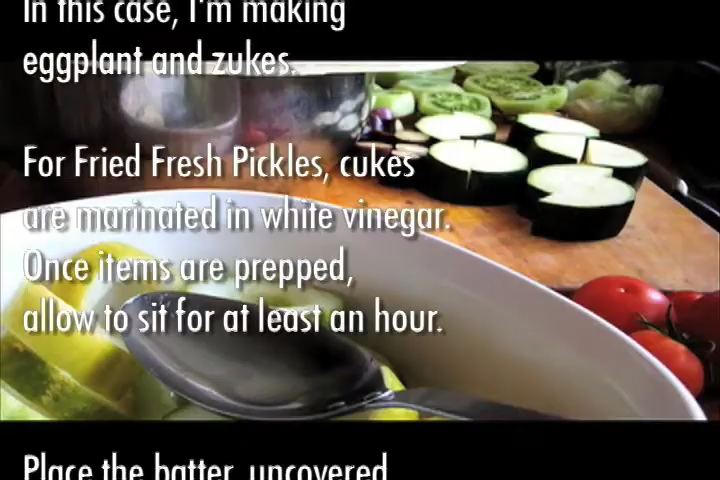 In this case, I'm making
eggplant and zukes.
For Fried Fresh Pickles, cukes
are marinated in white vinegar.
Once items are prepped,
allow to sit for at least an hour.
Place the batter, uncovered